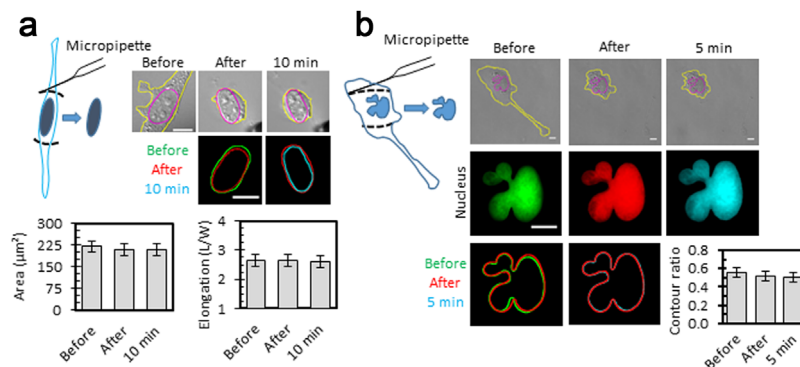 a
Micropipette
Before
After
10 min
Before
After
10 min
Area (µm²)
300
225
150
75
0
Before
After
10 min
Elongation (L/W)
4
3
2
1
Before
After
10 min
b
Micropipette
Before
After
5 min
Nucleus
Before
After
5 min
Contour ratio
0.8
0.6
0.4
0.2
0.0
Before
After
5 min